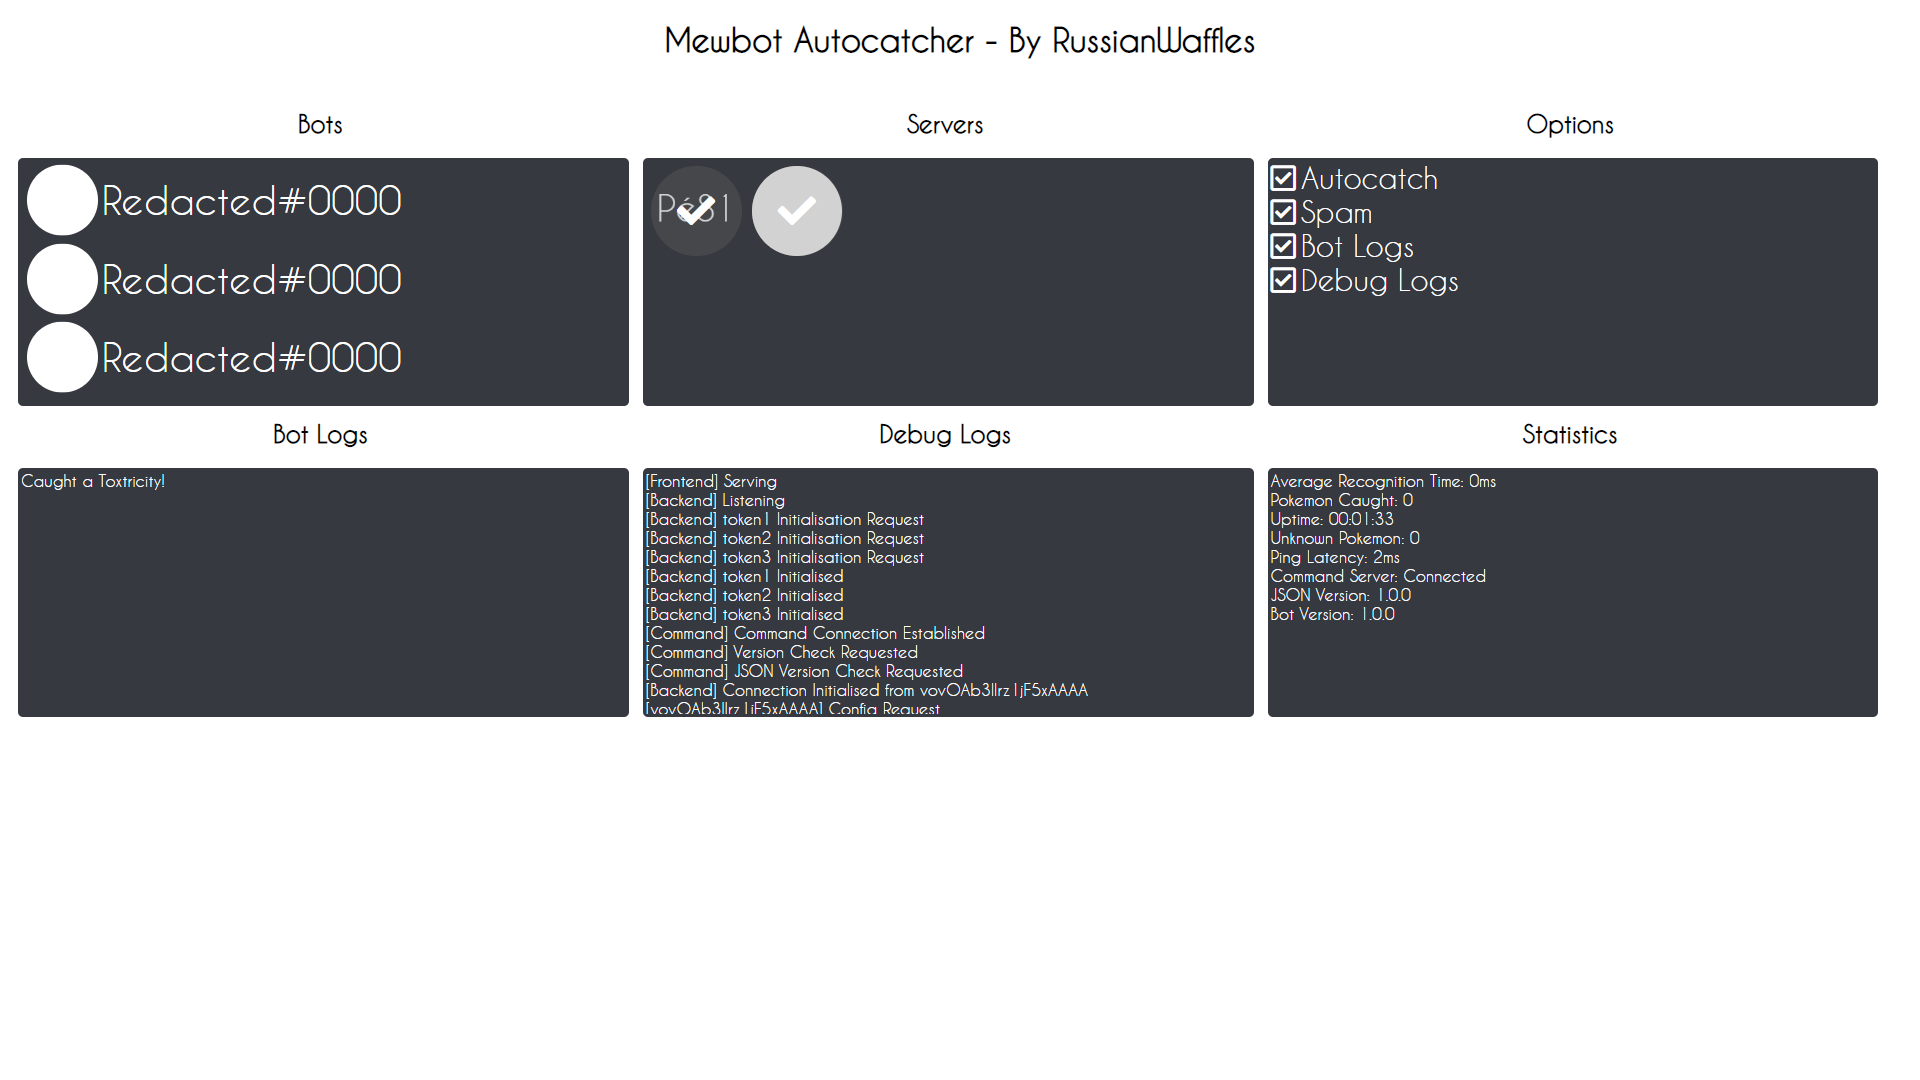 Mewbot Autocatcher - By RussianWaffles
Bots
Redacted#0000
Redacted#0000
Redacted#0000
Servers
Options
Autocatch
Spam
Bot Logs
Debug Logs
Bot Logs
Caught a Toxtricity!
Debug Logs
[Frontend] Serving
[Backend] Listening
[Backend] token1 Initialisation Request
[Backend] token2 Initialisation Request
[Backend] token3 Initialisation Request
[Backend] token1 Initialised
[Backend] token2 Initialised
[Backend] token3 Initialised
[Command] Command Connection Established
[Command] Version Check Requested
[Command] JSON Version Check Requested
[Backend] Connection Initialised from
Config Request
Statistics
Average Recognition Time: 0ms
Pokemon Caught: 0
Uptime: 00:01:33
Unknown Pokemon: 0
Ping Latency: 2ms
Command Server: Connected
JSON Version: 1.0.0
Bot Version: 1.0.0